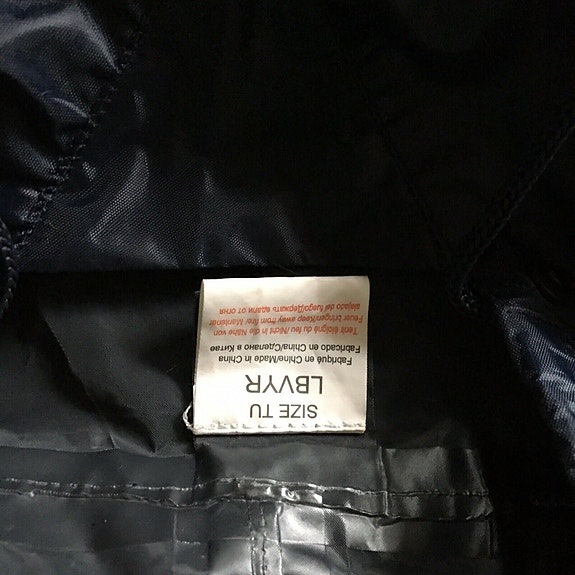 SIZE TU
LBVYR
Fabriqué en Chine/Made in China
Fabricado en China/Сделано в Китае
Tenir éloigné du feu /Nicht in die Nähe von
Feuer bringen/Keep away from fire/ Mantener
alejado del fuego/Держать вдали от огня